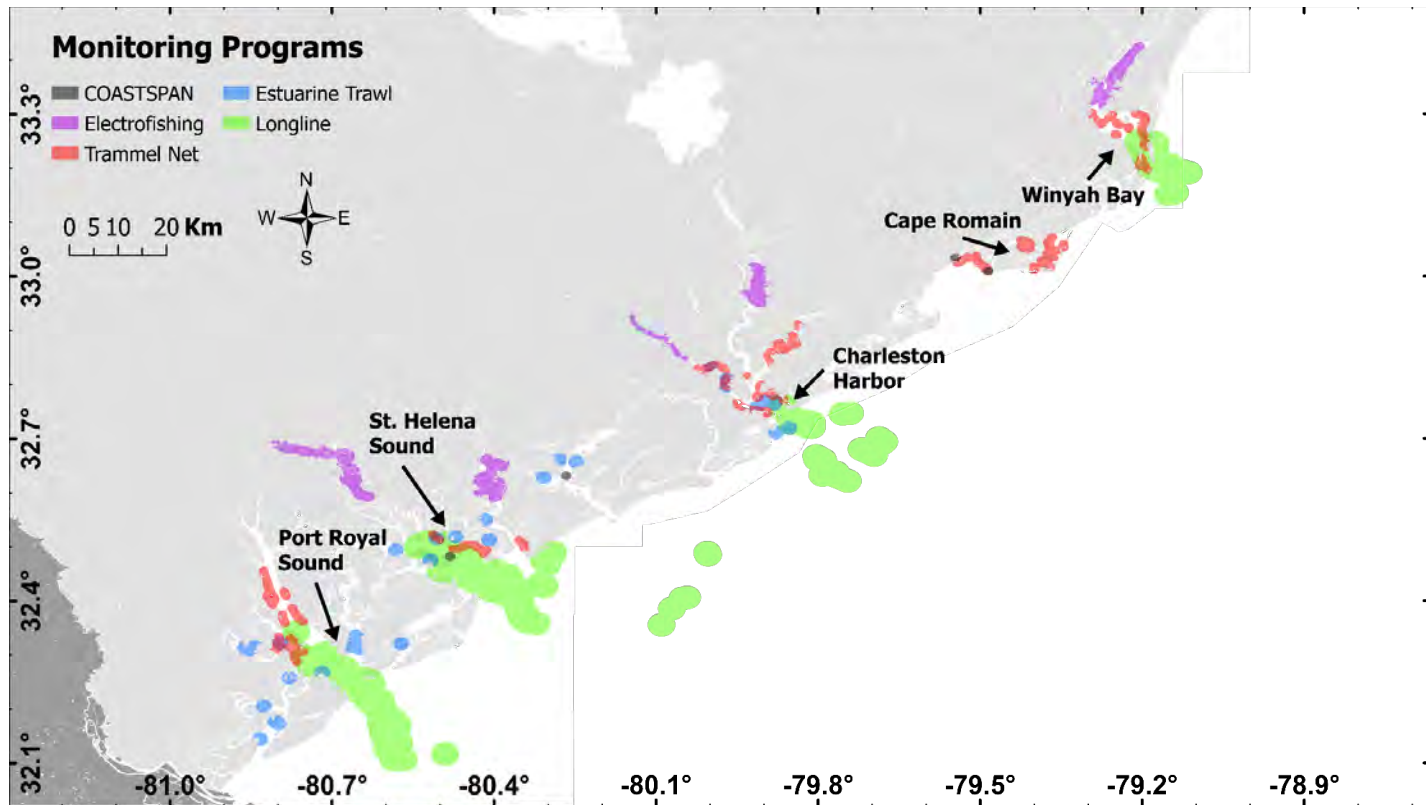 Monitoring Programs
COASTSPAN
Estuarine Trawl
Electrofishing
Longline
Trammel Net
N
W
E
S
0 5 10 20 Km
Winyah Bay
Cape Romain
Charleston
Harbor
St. Helena
Sound
Port Royal
Sound
33.3°
33.0°
32.7°
32.4°
32.1°
-81.0°
-80.7°
-80.4°
-80.1°
-79.8°
-79.5°
-79.2°
-78.9°